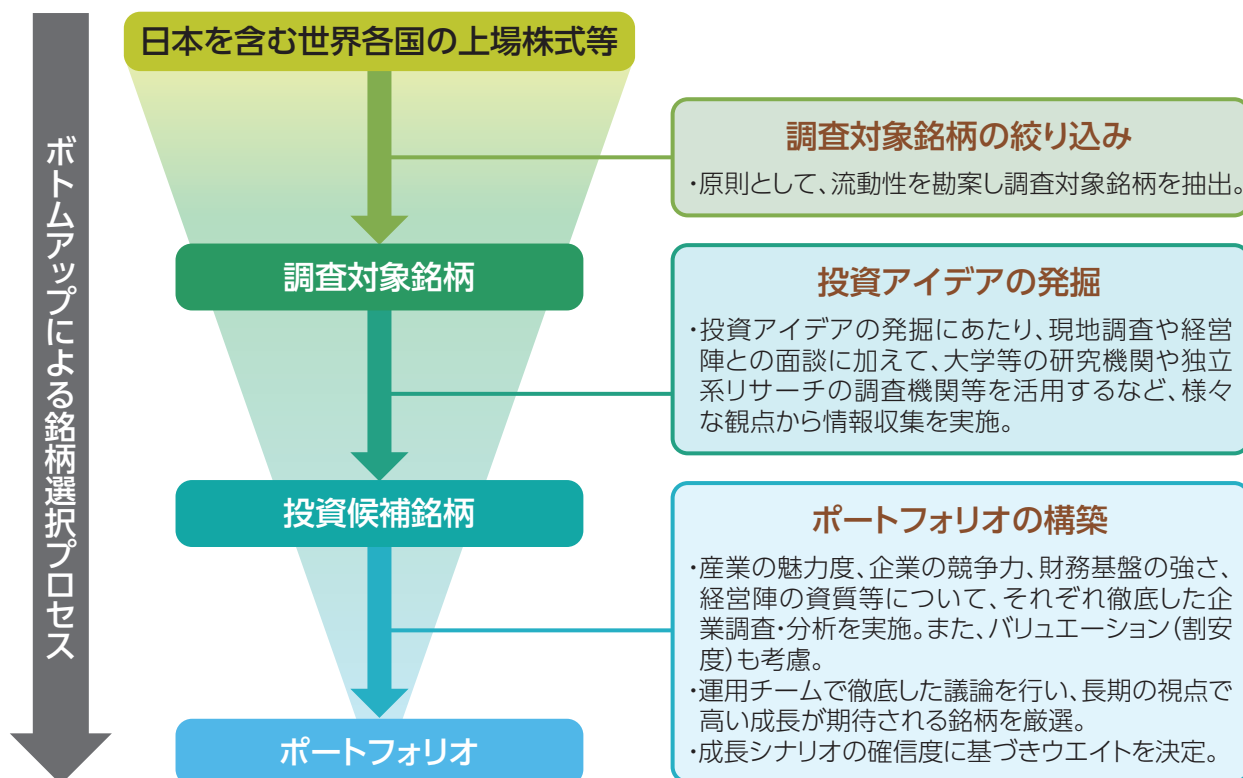 ボトムアップによる銘柄選択プロセス
日本を含む世界各国の上場株式等
調査対象銘柄の絞り込み
・原則として、流動性を勘案し調査対象銘柄を抽出。
調査対象銘柄
投資アイデアの発掘
・投資アイデアの発掘にあたり、現地調査や経営
陣との面談に加えて、大学等の研究機関や独立
系リサーチの調査機関等を活用するなど、様々
な観点から情報収集を実施。
投資候補銘柄
ポートフォリオの構築
・産業の魅力度、企業の競争力、財務基盤の強さ、
経営陣の資質等について、それぞれ徹底した企
業調査・分析を実施。また、バリュエーション(割安
度)も考慮。
・運用チームで徹底した議論を行い、長期の視点で
高い成長が期待される銘柄を厳選。
・成長シナリオの確信度に基づきウエイトを決定。
ポートフォリオ